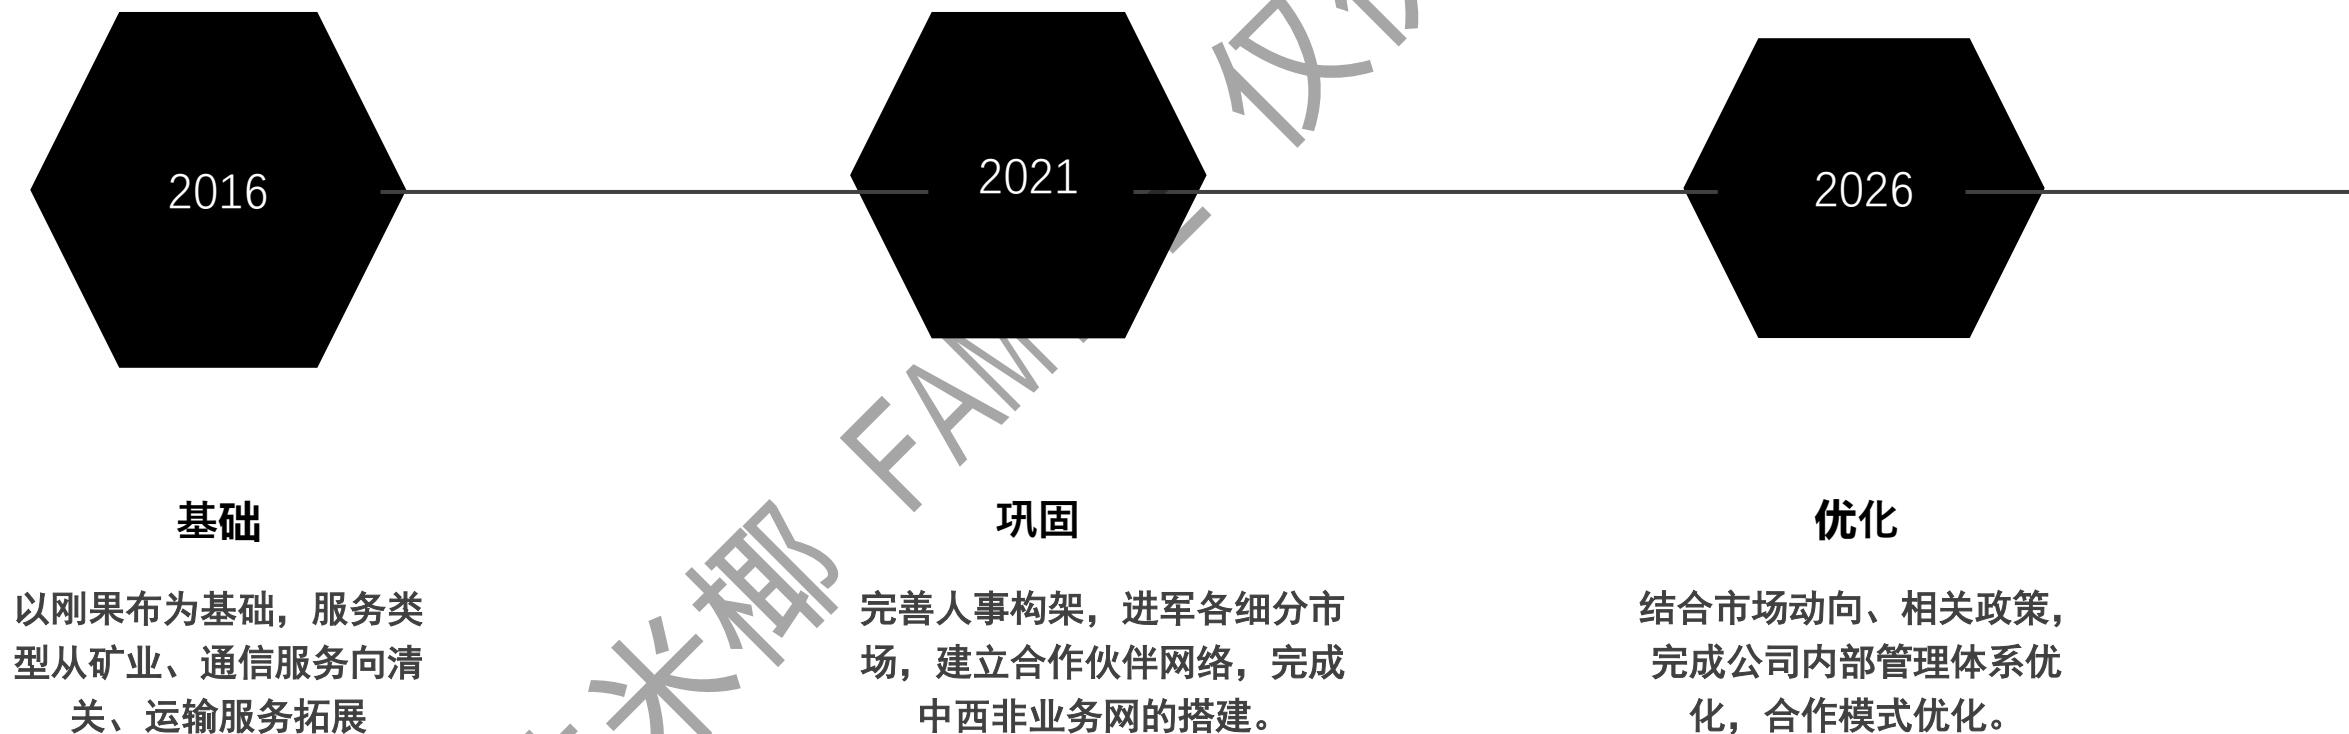 2016
2021
2026
基础
以刚果布为基础，服务类
型从矿业、通信服务向清
关、运输服务拓展
巩固
完善人事构架，进军各细分市
场，建立合作伙伴网络，完成
中西非业务网的搭建。
优化
结合市场动向、相关政策，
完成公司内部管理体系优
化，合作模式优化。
米椰 FAM
仅